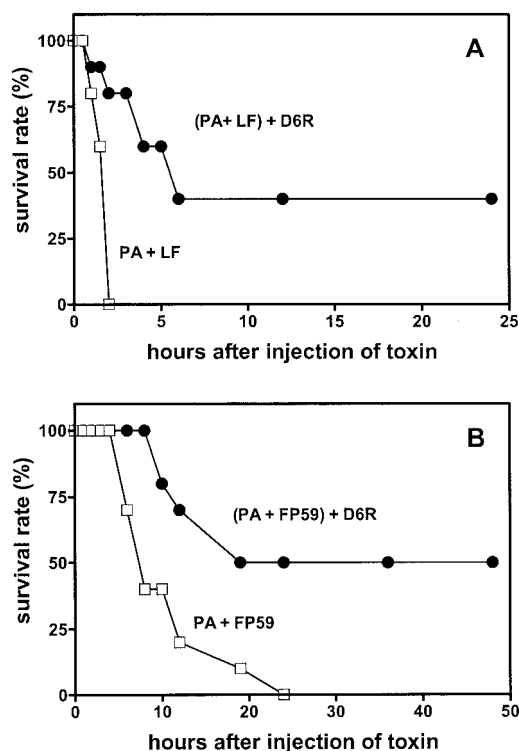 A
100
75
50
25
0
survival rate (%)
(PA+ LF) + D6R
PA + LF
0 5 10 15 20 25
hours after injection of toxin
B
100
75
50
25
0
survival rate (%)
(PA + FP59) + D6R
PA + FP59
0 10 20 30 40 50
hours after injection of toxin